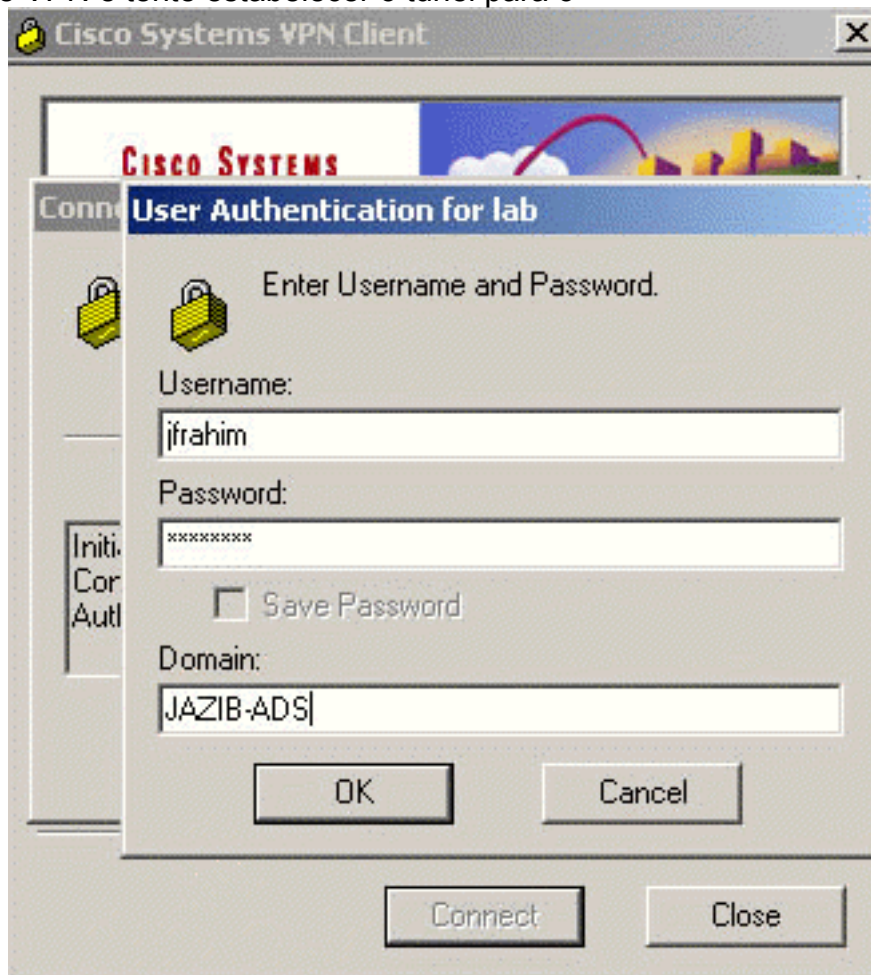 Cisco Systems VPN Client
CISCO SYSTEMS
User Authentication for lab
Enter Username and Password.
Username:
jfrahim
Password:
********
Save Password
Domain:
JAZIB-ADS
OK
Cancel
Connect
Close